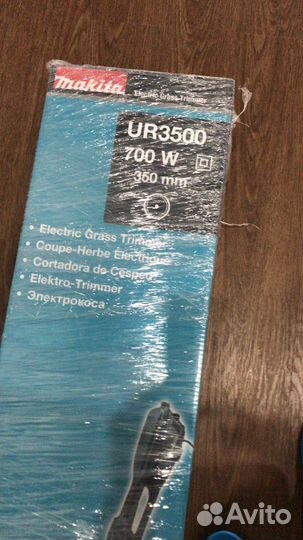 makita
Electric Grass Trimmer
UR3500
700 W
350 mm
• Electric Grass Trimmer
• Coupe-Herbe Électrique
• Cortadora de Cesped
• Elektro-Trimmer
• Электрокоса
Avito